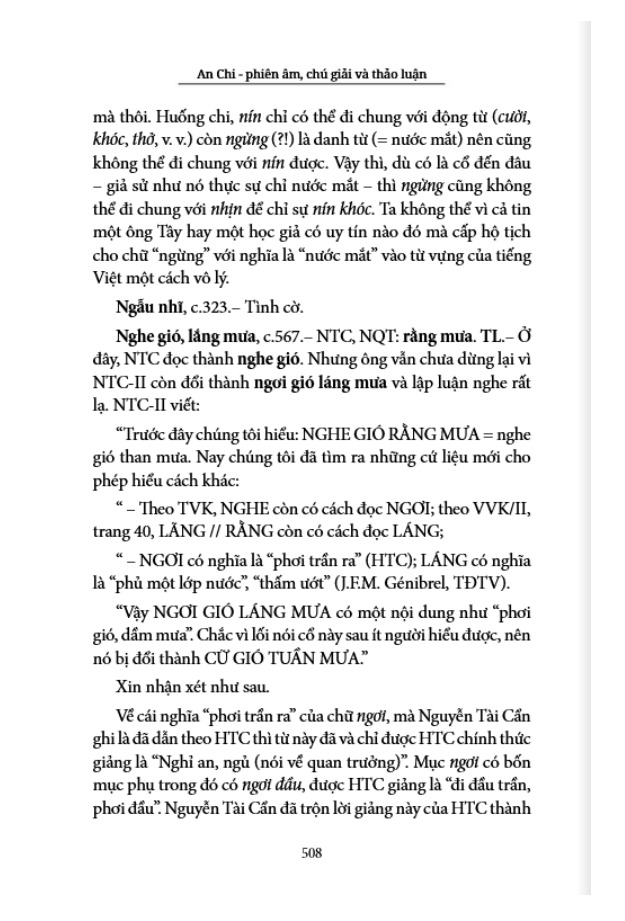 An Chi - phiên âm, chú giải và thảo luận
mà thôi. Huống chi, nín chỉ có thể đi chung với động từ (cười,
khóc, thở, v. v.) còn ngừng (?!) là danh từ (= nước mắt) nên cũng
không thể đi chung với nín được. Vậy thì, dù có là cổ đến đâu
– giả sử như nó thực sự chỉ nước mắt – thì ngừng cũng không
thể đi chung với nhịn để chỉ sự nín khóc. Ta không thể vì cả tin
một ông Tây hay một học giả có uy tín nào đó mà cấp hộ tịch
cho chữ “ngừng” với nghĩa là “nước mắt” vào từ vựng của tiếng
Việt một cách vô lý.
Ngẫu nhĩ, c.323.– Tình cờ.
Nghe gió, lắng mưa, c.567.– NTC, NQT: rằng mưa. TL.– Ở
đây, NTC đọc thành nghe gió. Nhưng ông vẫn chưa dừng lại vì
NTC-II còn đổi thành ngơi gió láng mưa và lập luận nghe rất
lạ. NTC-II viết:
“Trước đây chúng tôi hiểu: NGHE GIÓ RẰNG MƯA = nghe
gió than mưa. Nay chúng tôi đã tìm ra những cứ liệu mới cho
phép hiểu cách khác:
“ – Theo TVK, NGHE còn có cách đọc NGƠI; theo VVK/II,
trang 40, LÃNG // RẰNG còn có cách đọc LÁNG;
“ – NGƠI có nghĩa là “phơi trần ra” (HTC); LÁNG có nghĩa
là “phủ một lớp nước”, “thấm ướt” (J.F.M. Génibrel, TĐTV).
“Vậy NGƠI GIÓ LÁNG MƯA có một nội dung như “phơi
gió, dầm mưa”. Chắc vì lối nói cổ này sau ít người hiểu được, nên
nó bị đổi thành CỮ GIÓ TUẦN MƯA.”
Xin nhận xét như sau.
Về cái nghĩa “phơi trần ra” của chữ ngơi, mà Nguyễn Tài Cẩn
ghi là đã dẫn theo HTC thì từ này đã và chỉ được HTC chính thức
giảng là “Nghỉ an, ngủ (nói về quan trưởng)”. Mục ngơi có bốn
mục phụ trong đó có ngơi đầu, được HTC giảng là “đi đầu trần,
phơi đầu”. Nguyễn Tài Cẩn đã trộn lời giảng này của HTC thành
508